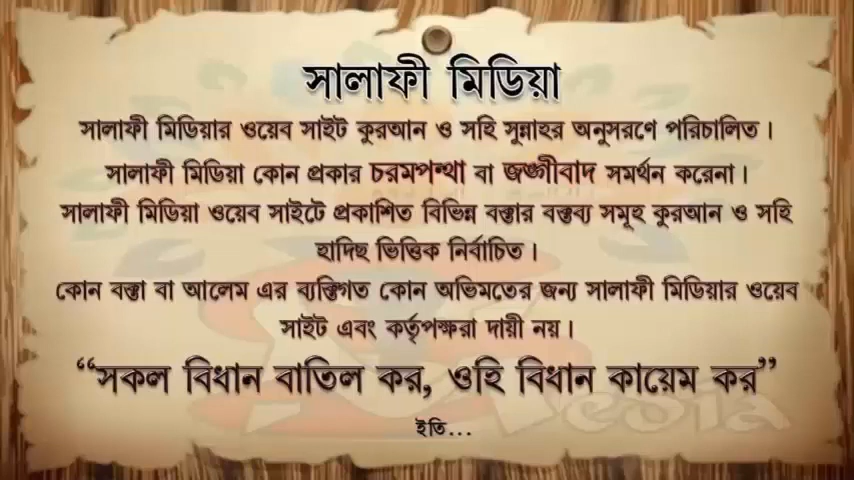 সালাফী মিডিয়া
সালাফী মিডিয়ার ওয়েব সাইট কুরআন ও সহি সুন্নাহর অনুসরণে পরিচালিত।
সালাফী মিডিয়া কোন প্রকার চরমপন্থা বা জঙ্গীবাদ সমর্থন করেনা।
সালাফী মিডিয়া ওয়েব সাইটে প্রকাশিত বিভিন্ন বক্তার বক্তব্য সমূহ কুরআন ও সহি
হাদিছ ভিত্তিক নির্বাচিত।
কোন বক্তা বা আলেম এর ব্যক্তিগত কোন অভিমতের জন্য সালাফী মিডিয়ার ওয়েব
সাইট এবং কর্তৃপক্ষরা দায়ী নয়।
“সকল বিধান বাতিল কর, ওহি বিধান কায়েম কর”
ইতি...